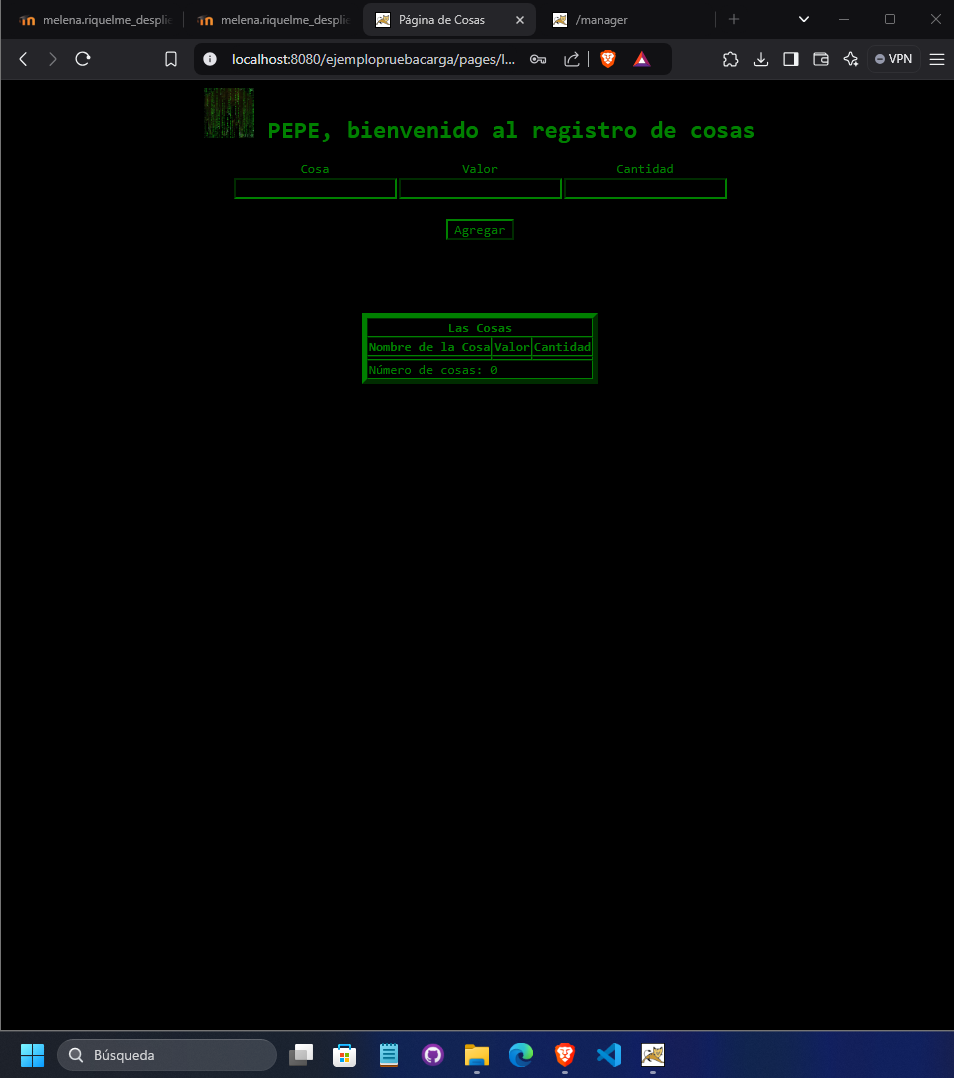 melena.riquelme_desplie
melena.riquelme_desplie
Página de Cosas
/manager
localhost:8080/ejemplopruebacarga/pages/l...
VPN
PEPE, bienvenido al registro de cosas
Cosa Valor Cantidad
Agregar
Las Cosas
Nombre de la Cosa Valor Cantidad
Número de cosas: 0
Búsqueda